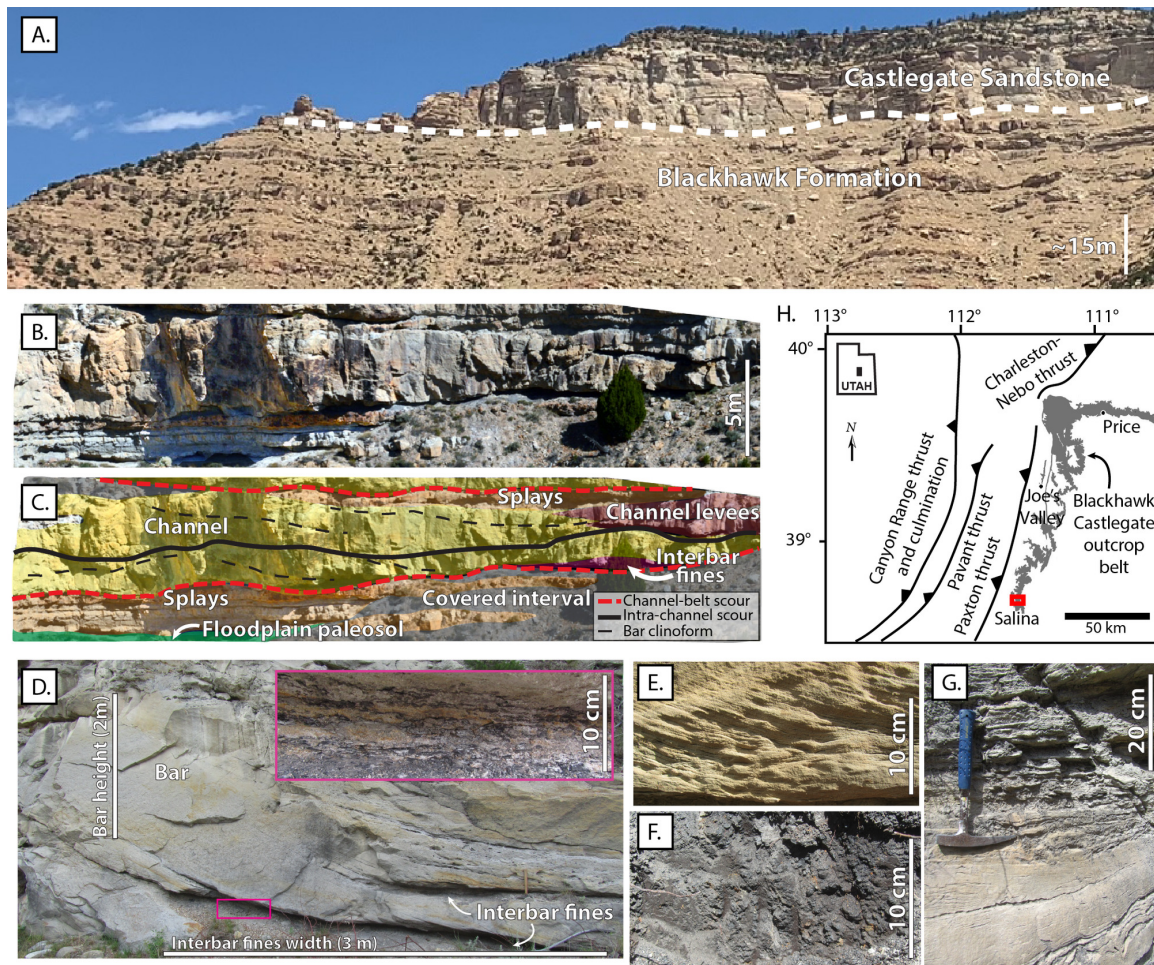 A.
Castlegate Sandstone
Blackhawk Formation
~15m
B.
5m
C.
Splays
Channel
Channel levees
Interbar
fines
Splays
Covered interval
Floodplain paleosol
Channel-belt scour
Intra-channel scour
Bar clinoform
H.
113°
112°
111°
40°
39°
UTAH
N
Charleston-
Nebo thrust
Price
Canyon Range thrust
and culmination
Pavant thrust
Paxton thrust
Joe's
Valley
Blackhawk
Castlegate
outcrop
belt
Salina
50 km
D.
Bar height (2m)
Bar
10 cm
Interbar fines
Interbar fines width (3 m)
E.
10 cm
F.
10 cm
G.
20 cm